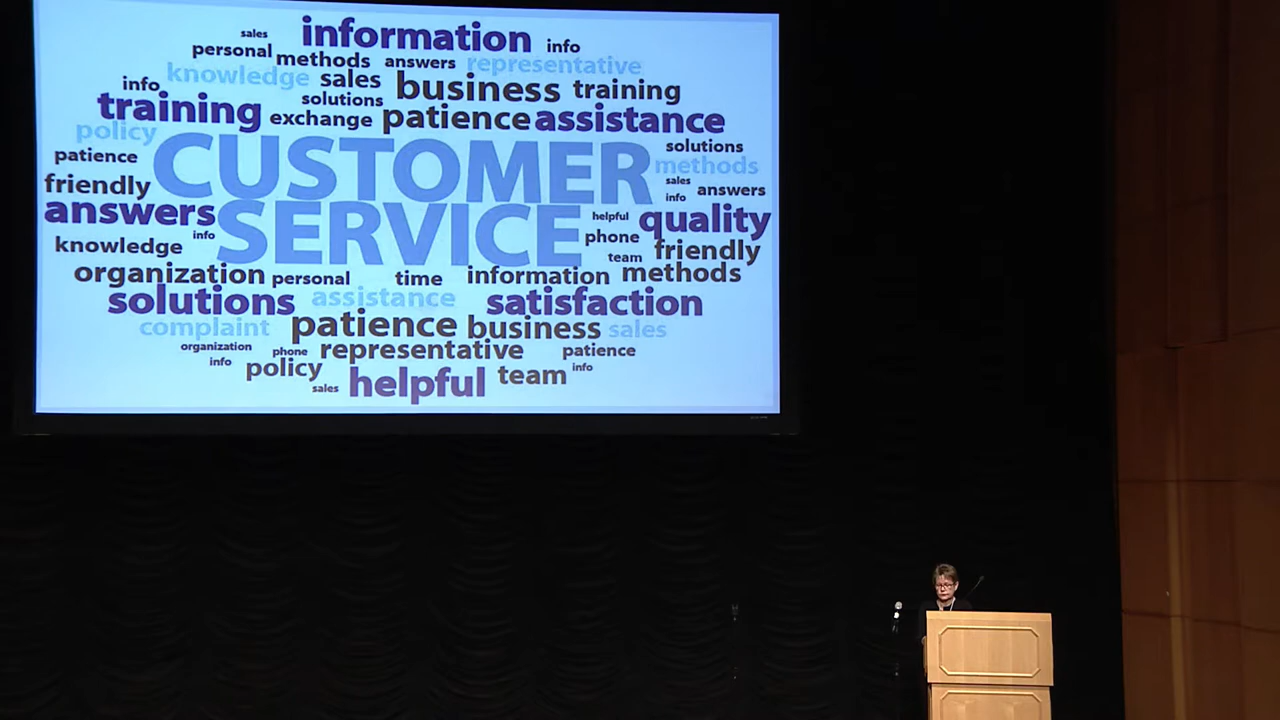 sales information info
personal methods answers representative
info knowledge sales business training
training solutions exchange patience assistance
policy CUSTOMER solutions
patience methods
friendly sales answers
info
answers SERVICE helpful quality
knowledge info phone friendly
team
organization personal time information methods
solutions assistance satisfaction
complaint patience business sales
organization phone representative patience
info policy helpful team info
sales